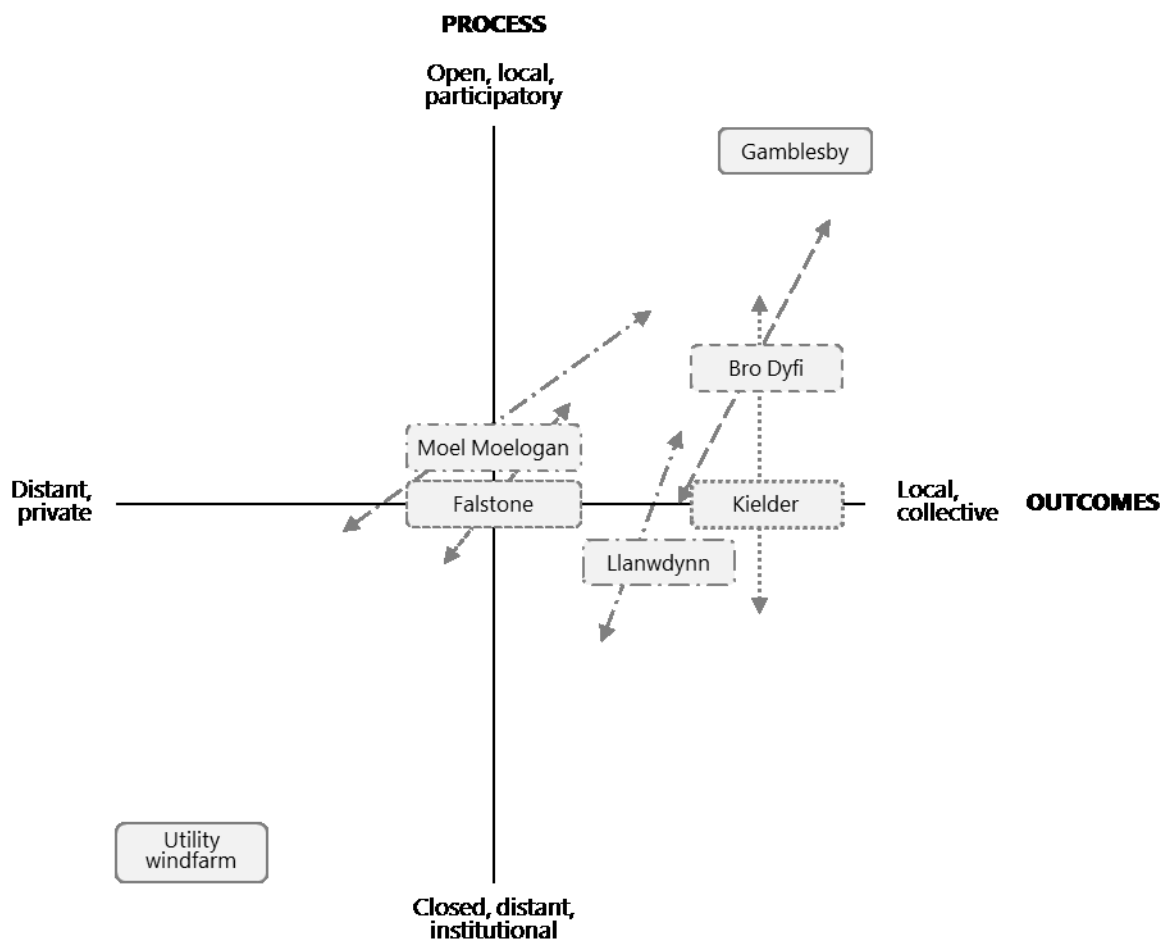 PROCESS
Open, local,
participatory
Gamblesby
Bro Dyfi
Moel Moelogan
Distant,
private
Falstone
Kielder
Local,
collective
OUTCOMES
Llanwdynn
Utility
windfarm
Closed, distant,
institutional